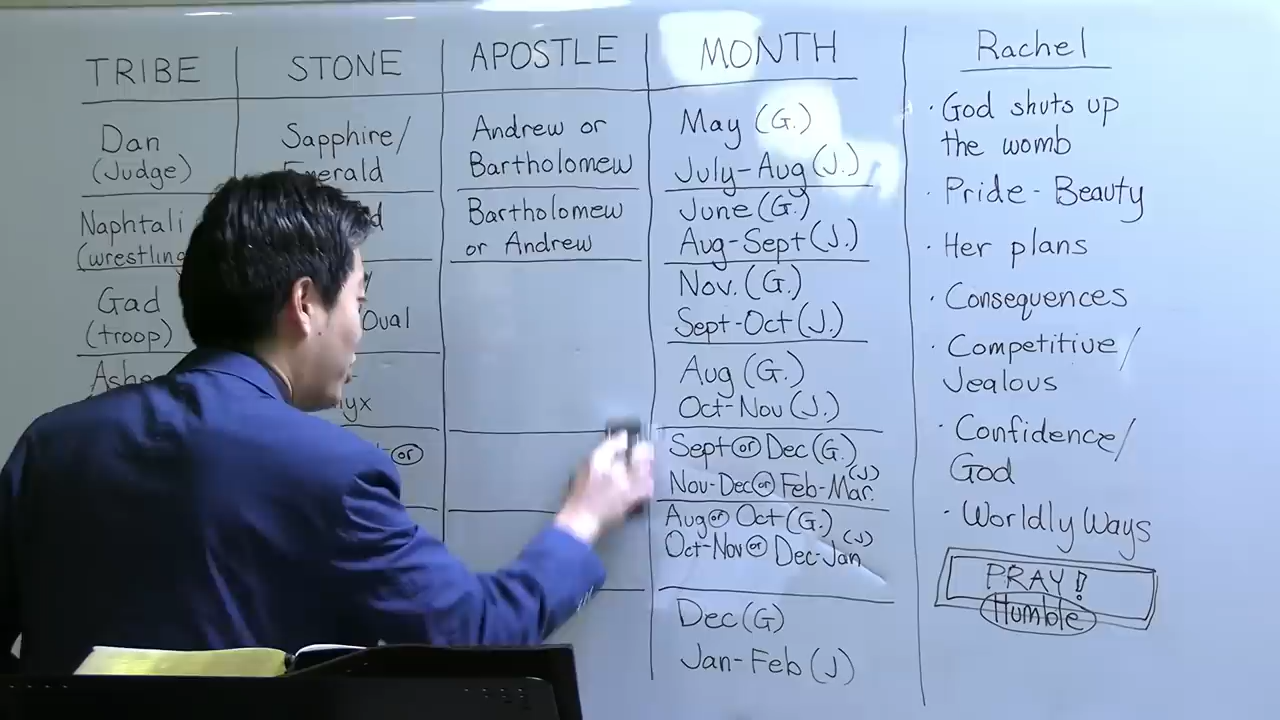 TRIBE
STONE
APOSTLE
MONTH
Dan
(Judge)
Sapphire/
Andrew or
Bartholomew
May (G.)
July-Aug (J.)
Naphtali
(wrestling
Bartholomew
or Andrew
June (G.)
Aug-Sept (J.)
Gad
(troop)
Oval
Nov. (G.)
Sept-Oct (J.)
Aug (G.)
Oct-Nov (J.)
or
Sept or Dec (G.)
Nov-Dec or Feb-Mar. (J)
Aug or Oct (G.)
Oct-Nov or Dec-Jan (J)
Dec (G)
Jan-Feb (J)
Rachel
· God shuts up
the womb
· Pride - Beauty
· Her plans
· Consequences
· Competitive/
Jealous
· Confidence/
God
· Worldly Ways
PRAY!
Humble